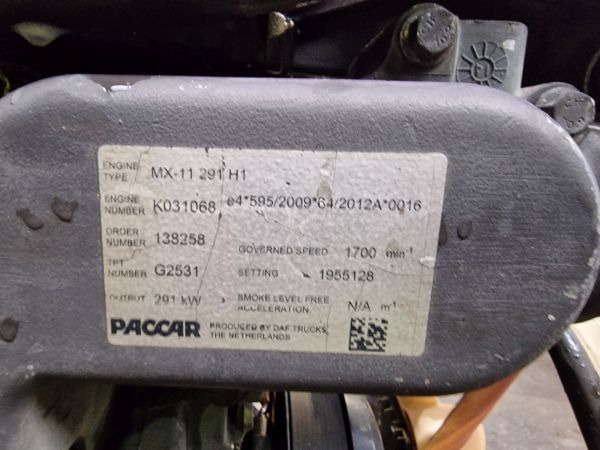 ENGINE TYPE MX-11 291 H1
ENGINE NUMBER K031068 e4*595/2009*64/2012A*0016
ORDER NUMBER 138258 GOVERNED SPEED 1700 min-1
TPT NUMBER G2531 SETTING 1955128
OUTPUT 291 kW SMOKE LEVEL FREE ACCELERATION N/A m-1
PACCAR PRODUCED BY DAF TRUCKS, THE NETHERLANDS